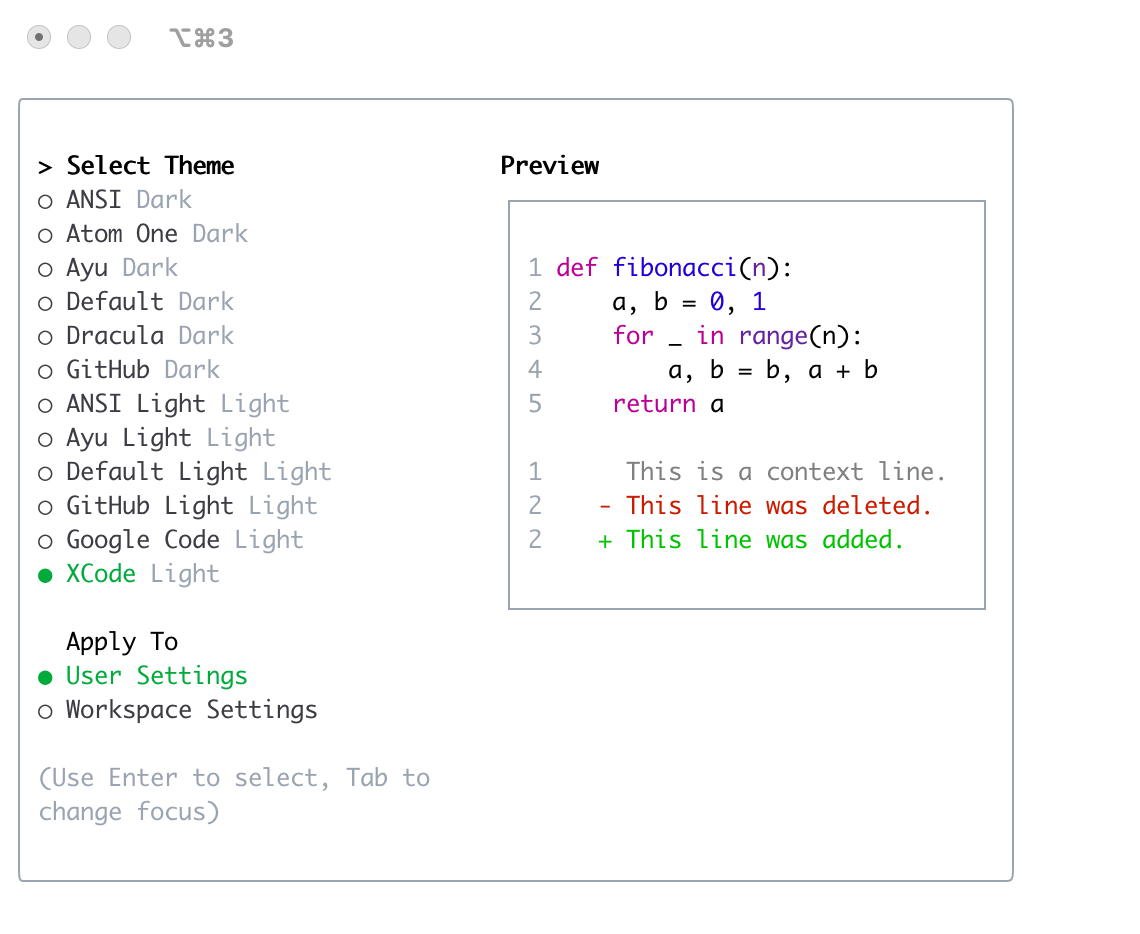 ⌥⌘3
> Select Theme
○ ANSI Dark
○ Atom One Dark
○ Ayu Dark
○ Default Dark
○ Dracula Dark
○ GitHub Dark
○ ANSI Light Light
○ Ayu Light Light
○ Default Light Light
○ GitHub Light Light
○ Google Code Light
● XCode Light
Apply To
● User Settings
○ Workspace Settings
(Use Enter to select, Tab to
change focus)
Preview
1 def fibonacci(n):
2     a, b = 0, 1
3     for _ in range(n):
4         a, b = b, a + b
5     return a
1      This is a context line.
2    - This line was deleted.
2    + This line was added.